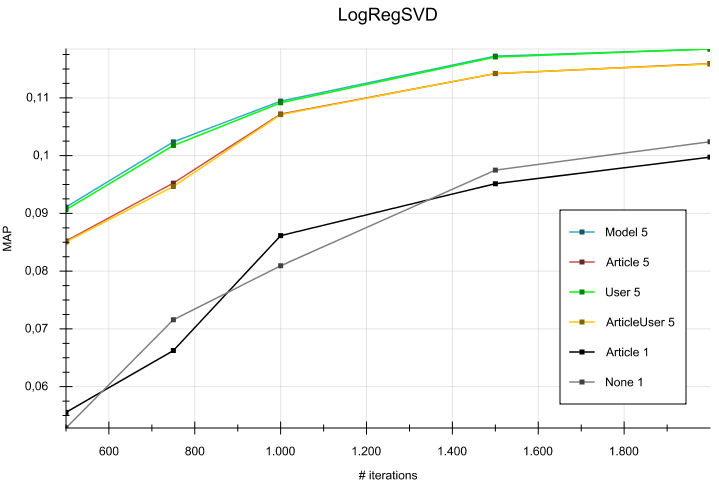 LogRegSVD
0,11
0,1
0,09
0,08
0,07
0,06
MAP
Model 5
Article 5
User 5
ArticleUser 5
Article 1
None 1
600 800 1.000 1.200 1.400 1.600 1.800
# iterations